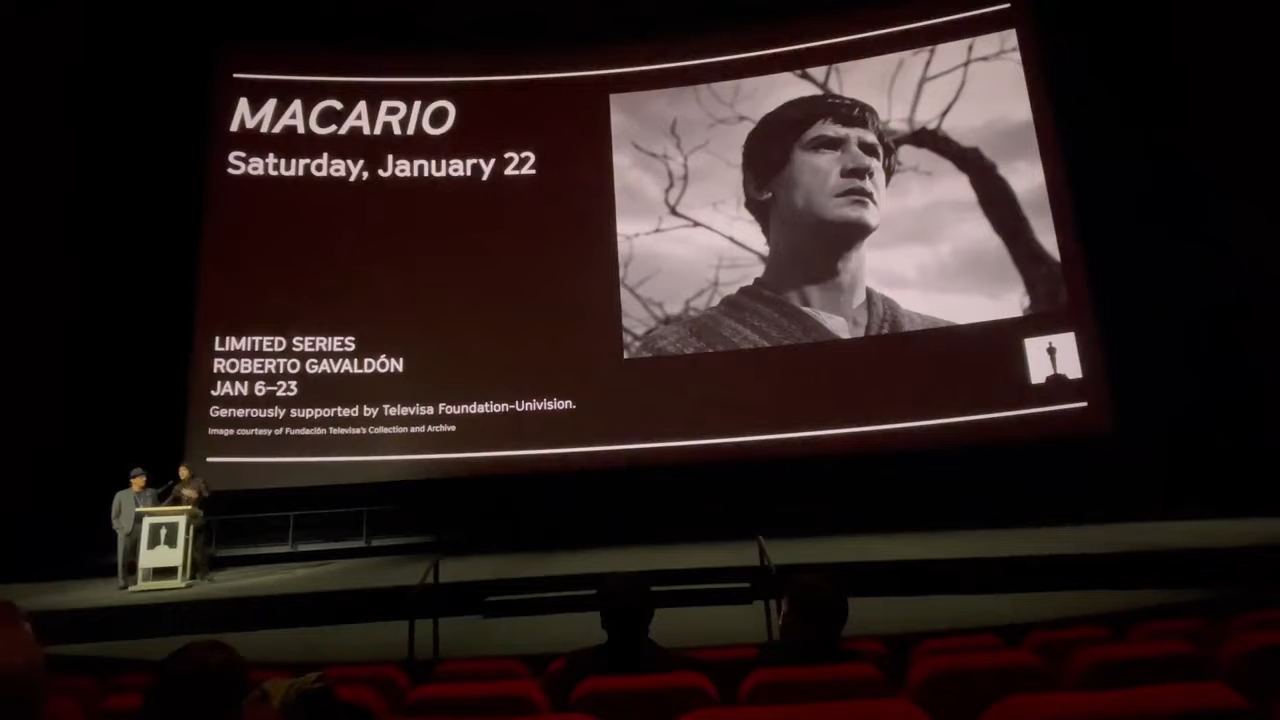 MACARIO
Saturday, January 22
LIMITED SERIES
ROBERTO GAVALDÓN
JAN 6–23
Generously supported by Televisa Foundation-Univision.
Image courtesy of Fundación Televisa's Collection and Archive